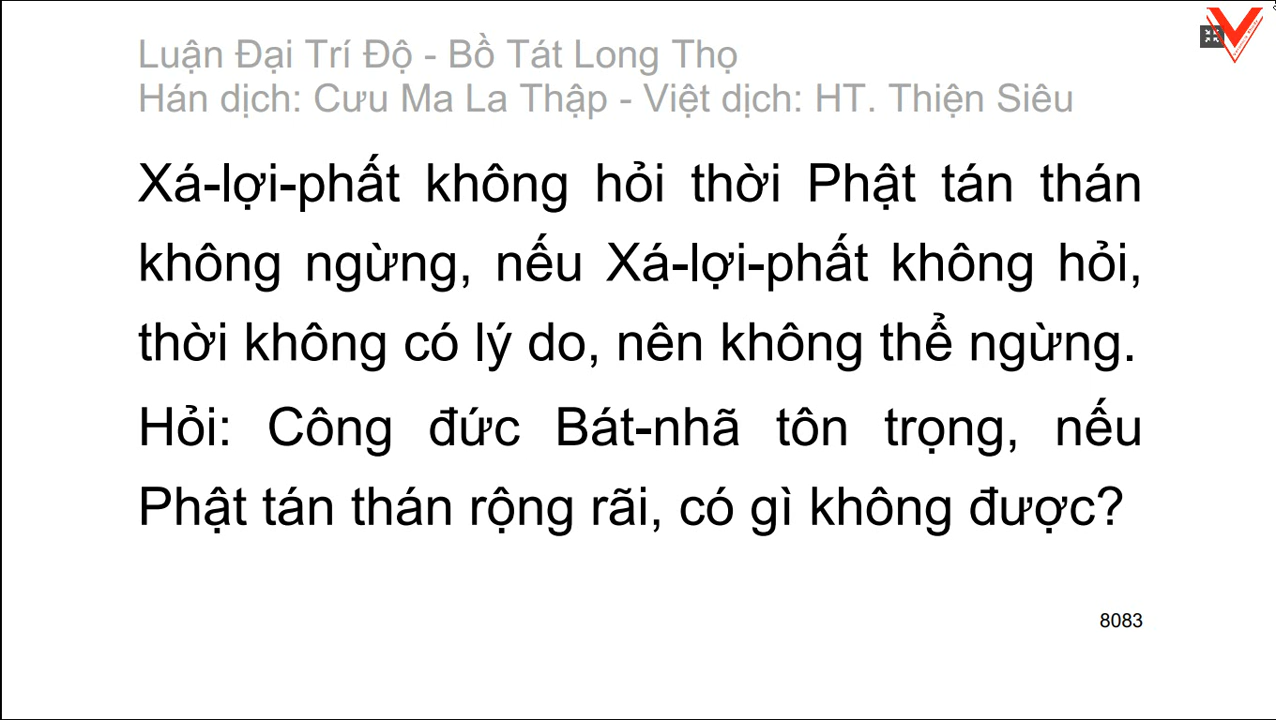 Luận Đại Trí Độ - Bồ Tát Long Thọ
Hán dịch: Cưu Ma La Thập - Việt dịch: HT. Thiện Siêu
Xá-lợi-phất không hỏi thời Phật tán thán
không ngừng, nếu Xá-lợi-phất không hỏi,
thời không có lý do, nên không thể ngừng.
Hỏi: Công đức Bát-nhã tôn trọng, nếu
Phật tán thán rộng rãi, có gì không được?
8083